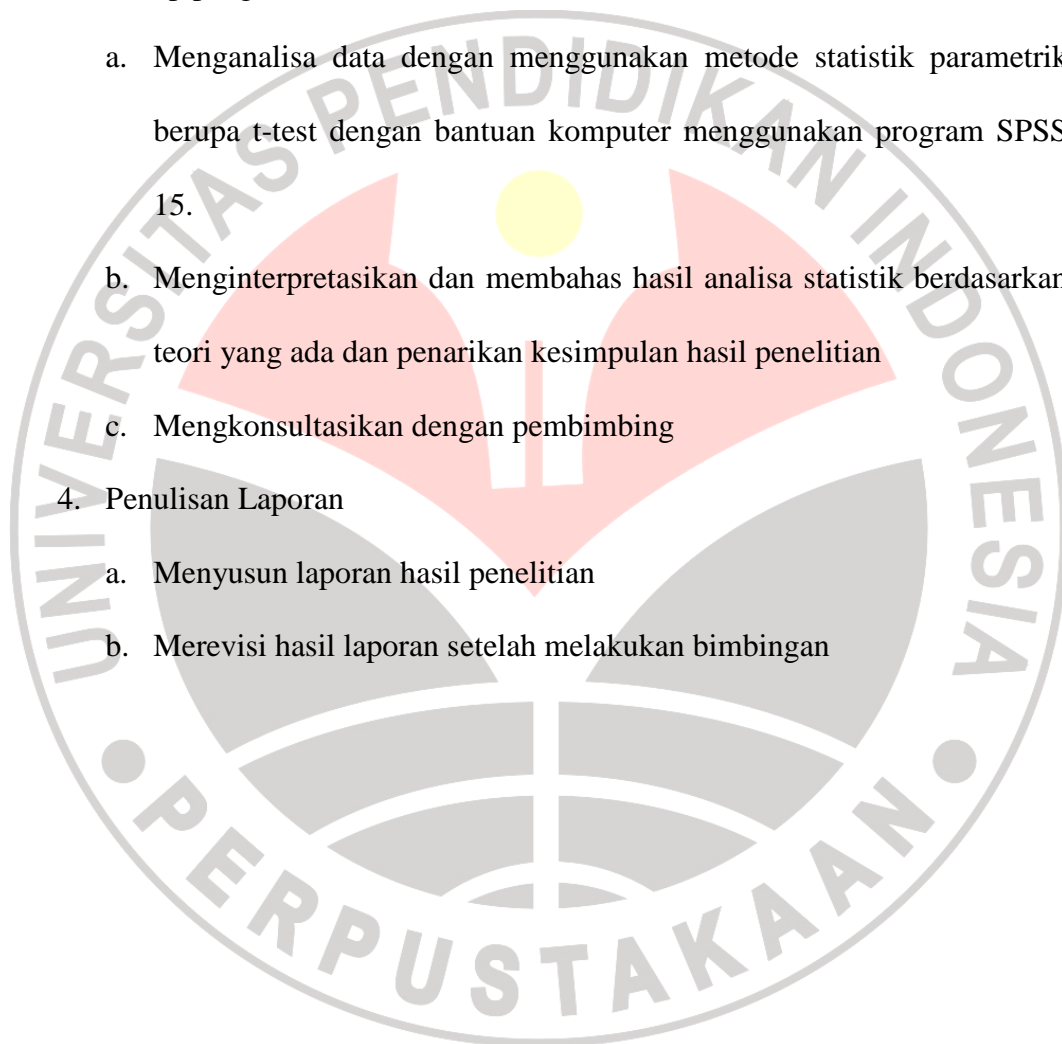 a. Menganalisa data dengan menggunakan metode statistik parametrik
berupa t-test dengan bantuan komputer menggunakan program SPSS
15.
b. Menginterpretasikan dan membahas hasil analisa statistik berdasarkan
teori yang ada dan penarikan kesimpulan hasil penelitian
c. Mengkonsultasikan dengan pembimbing
4. Penulisan Laporan
a. Menyusun laporan hasil penelitian
b. Merevisi hasil laporan setelah melakukan bimbingan
UNIVERSITAS PENDIDIKAN INDONESIA
PERPUSTAKAAN